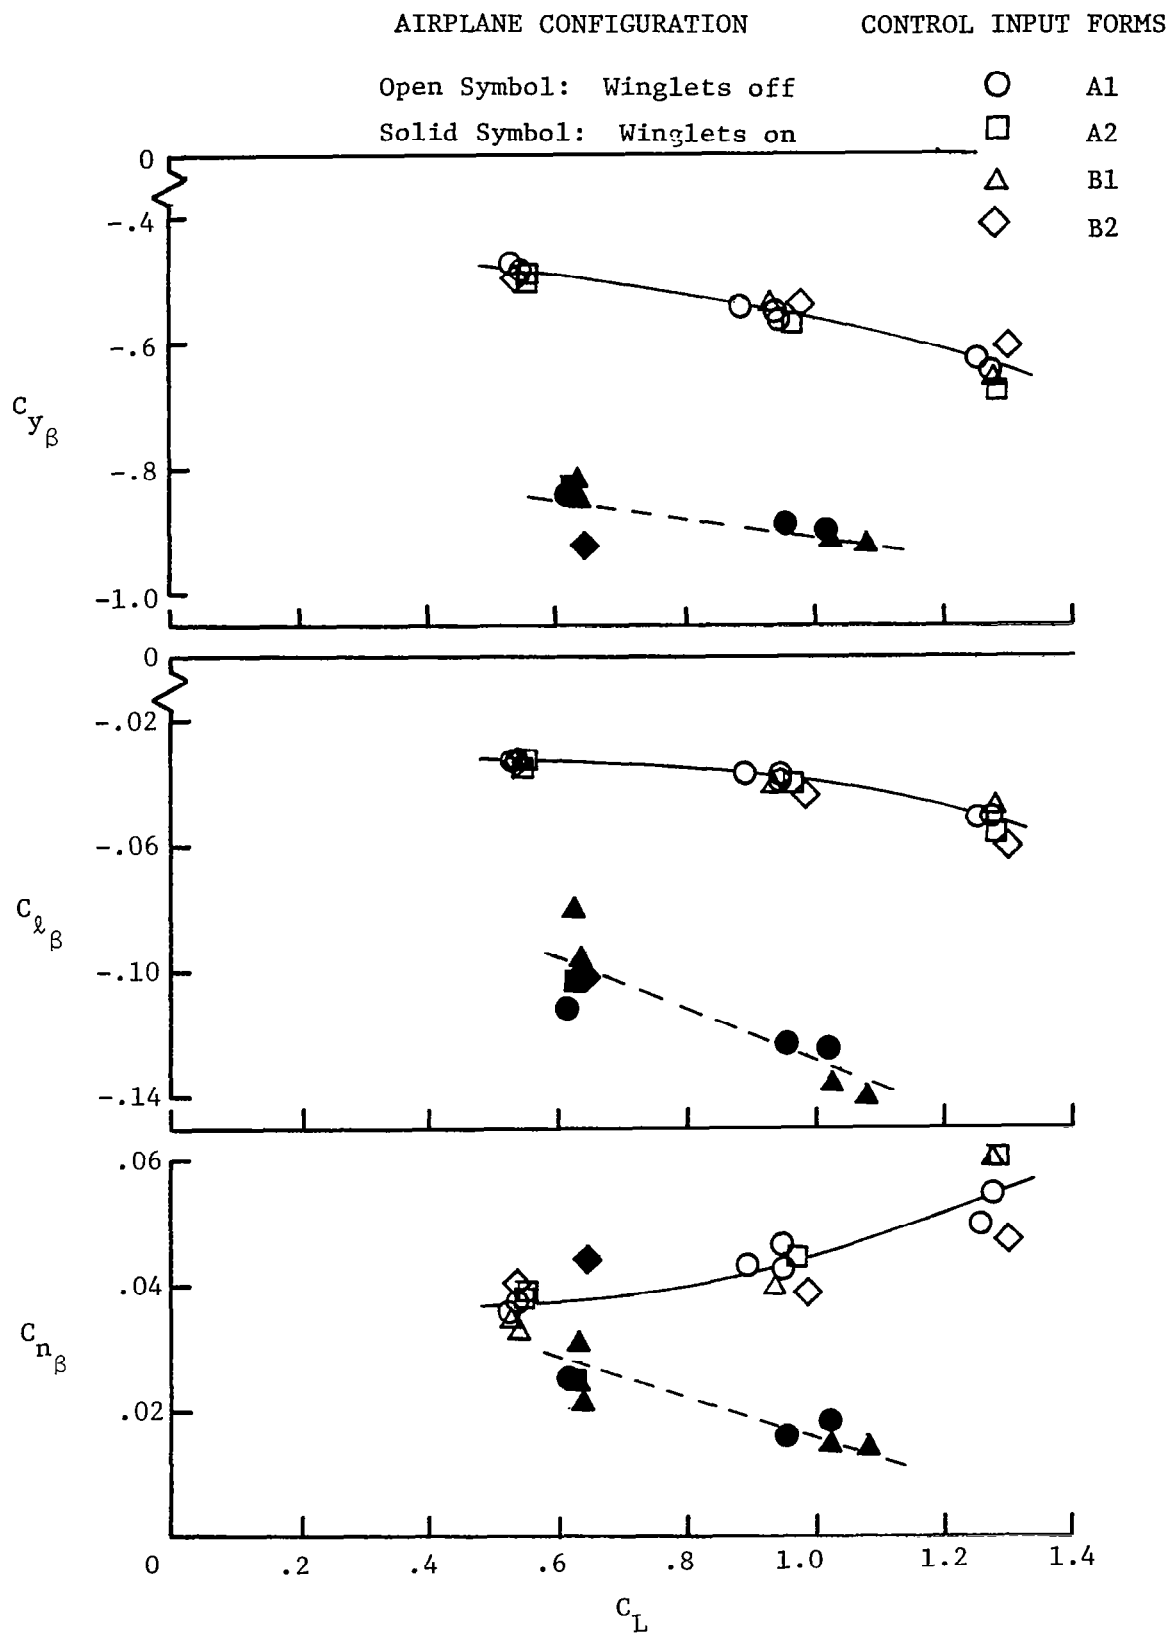 AIRPLANE CONFIGURATION CONTROL INPUT FORMS
Open Symbol: Winglets off A1
Solid Symbol: Winglets on A2
B1
B2
0
-.4
-.6
-.8
-1.0
C
y
β
0
-.02
-.06
-.10
-.14
C
ℓ
β
.06
.04
.02
C
n
β
0 .2 .4 .6 .8 1.0 1.2 1.4
C
L